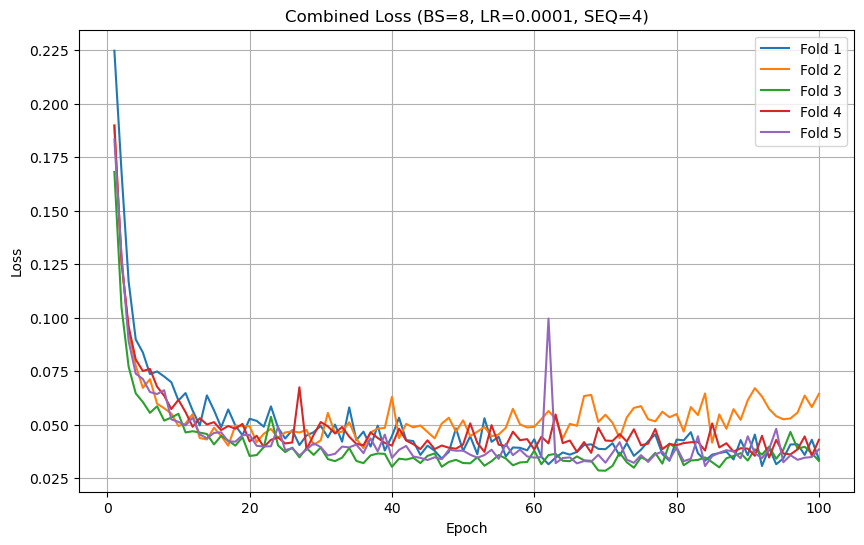 Combined Loss (BS=8, LR=0.0001, SEQ=4)
Loss
0.225
0.200
0.175
0.150
0.125
0.100
0.075
0.050
0.025
Fold 1
Fold 2
Fold 3
Fold 4
Fold 5
0 20 40 60 80 100
Epoch